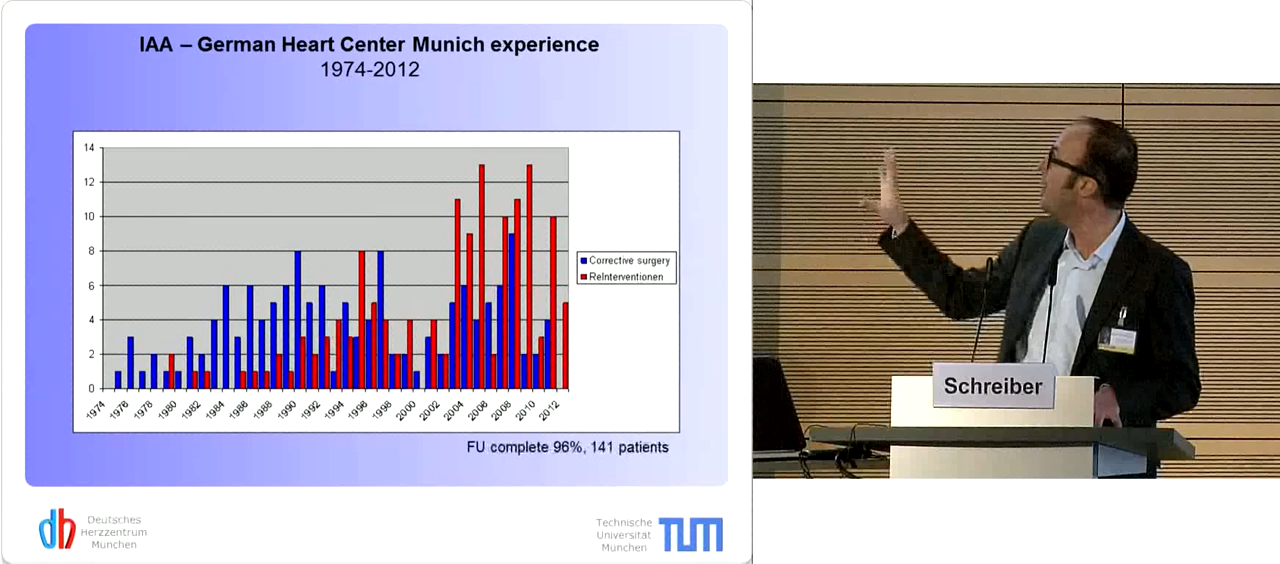 IAA – German Heart Center Munich experience
1974-2012
14
12
10
8
6
4
2
0
1974
1976
1978
1980
1982
1984
1986
1988
1990
1992
1994
1996
1998
2000
2002
2004
2006
2008
2010
2012
Corrective surgery
ReInterventionen
FU complete 96%, 141 patients
Deutsches
Herzzentrum
Munchen
Technische
Universität
Munchen
TUM
Schreiber